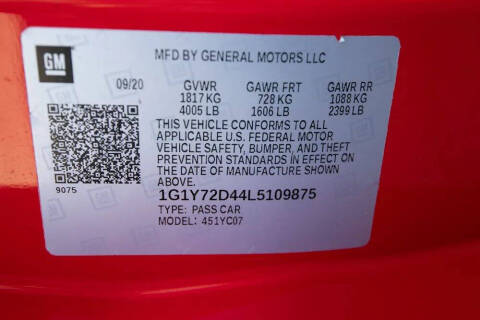 GM
MFD BY GENERAL MOTORS LLC
09/20 GVWR GAWR FRT GAWR RR
1817 KG 728 KG 1088 KG
4005 LB 1606 LB 2399 LB
THIS VEHICLE CONFORMS TO ALL
APPLICABLE U.S. FEDERAL MOTOR
VEHICLE SAFETY, BUMPER, AND THEFT
PREVENTION STANDARDS IN EFFECT ON
THE DATE OF MANUFACTURE SHOWN
ABOVE.
9075
1G1Y72D44L5109875
TYPE: PASS CAR
MODEL: 451YC07